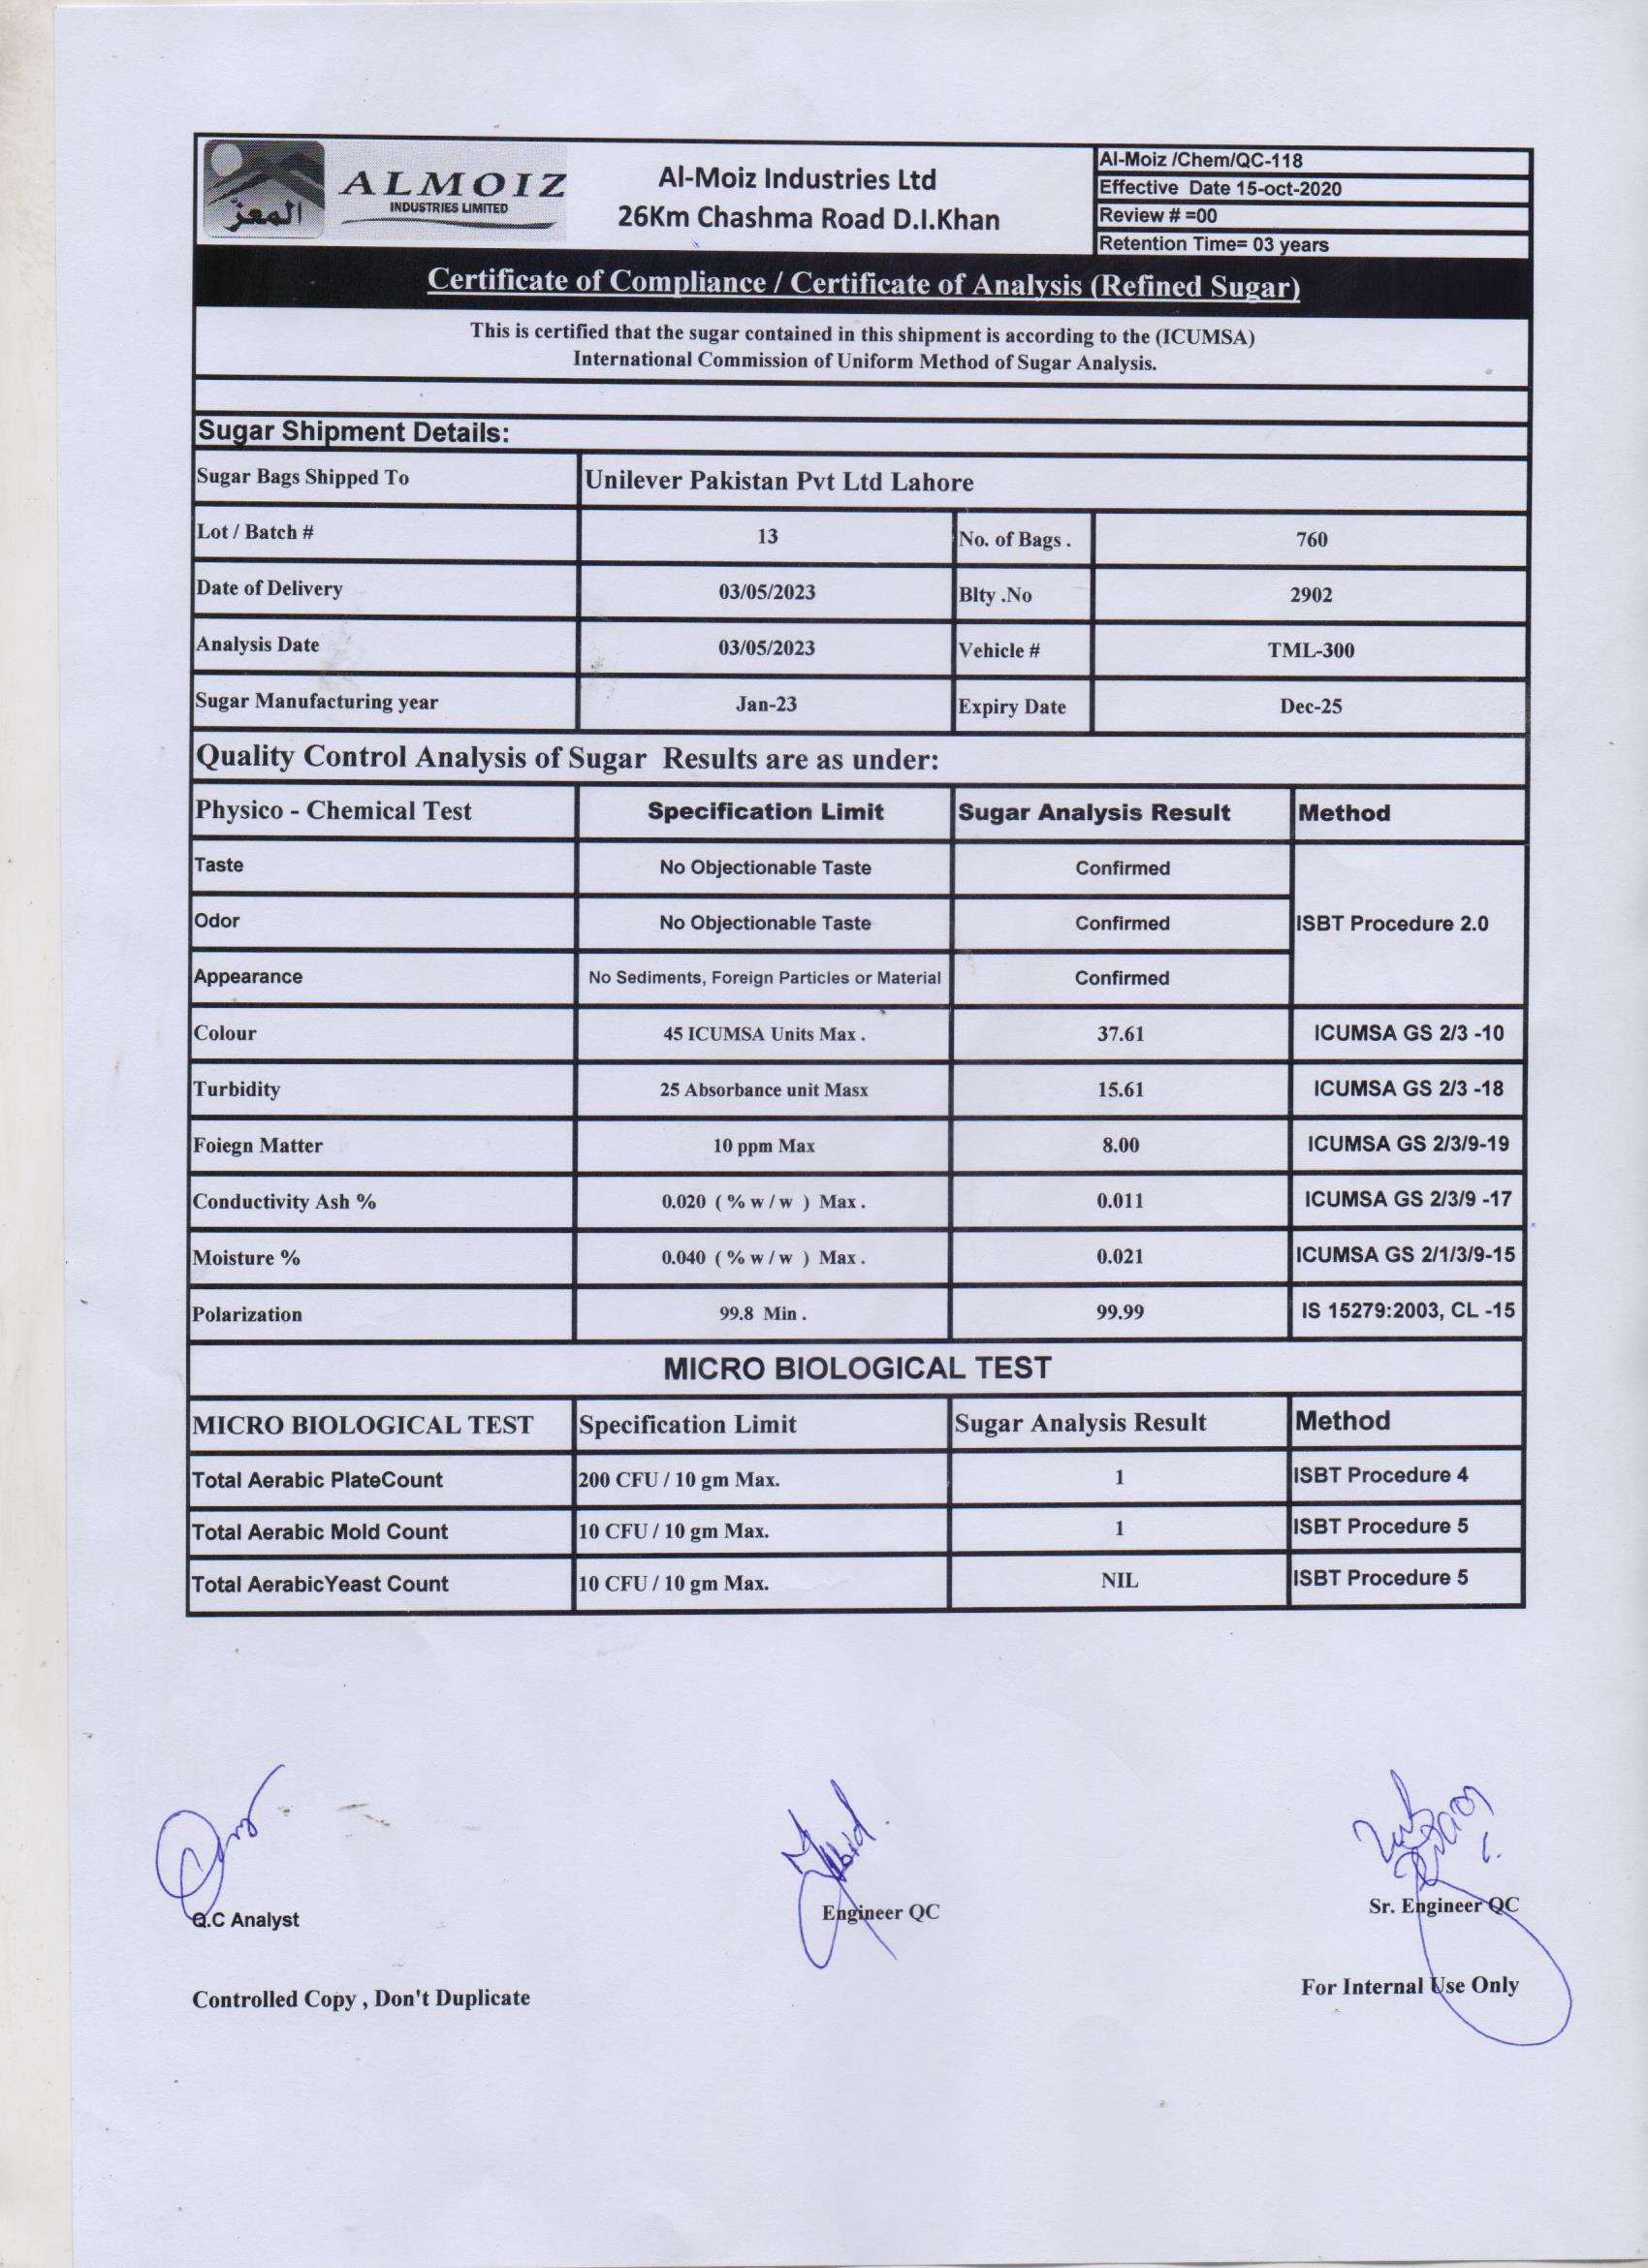 المعز
ALMOIZ
INDUSTRIES LIMITED
Al-Moiz Industries Ltd
26Km Chashma Road D.I.Khan
Al-Moiz /Chem/QC-118
Effective Date 15-oct-2020
Review # =00
Retention Time= 03 years
Certificate of Compliance / Certificate of Analysis (Refined Sugar)
This is certified that the sugar contained in this shipment is according to the (ICUMSA)
International Commission of Uniform Method of Sugar Analysis.
Sugar Shipment Details:
Sugar Bags Shipped To Unilever Pakistan Pvt Ltd Lahore
Lot / Batch # 13 No. of Bags . 760
Date of Delivery 03/05/2023 Blty .No 2902
Analysis Date 03/05/2023 Vehicle # TML-300
Sugar Manufacturing year Jan-23 Expiry Date Dec-25
Quality Control Analysis of Sugar Results are as under:
Physico - Chemical Test Specification Limit Sugar Analysis Result Method
Taste No Objectionable Taste Confirmed
Odor No Objectionable Taste Confirmed ISBT Procedure 2.0
Appearance No Sediments, Foreign Particles or Material Confirmed
Colour 45 ICUMSA Units Max . 37.61 ICUMSA GS 2/3 -10
Turbidity 25 Absorbance unit Masx 15.61 ICUMSA GS 2/3 -18
Foiegn Matter 10 ppm Max 8.00 ICUMSA GS 2/3/9-19
Conductivity Ash % 0.020 ( % w / w ) Max . 0.011 ICUMSA GS 2/3/9 -17
Moisture % 0.040 ( % w / w ) Max . 0.021 ICUMSA GS 2/1/3/9-15
Polarization 99.8 Min . 99.99 IS 15279:2003, CL -15
MICRO BIOLOGICAL TEST
MICRO BIOLOGICAL TEST Specification Limit Sugar Analysis Result Method
Total Aerabic PlateCount 200 CFU / 10 gm Max. 1 ISBT Procedure 4
Total Aerabic Mold Count 10 CFU / 10 gm Max. 1 ISBT Procedure 5
Total AerabicYeast Count 10 CFU / 10 gm Max. NIL ISBT Procedure 5
Q.C Analyst Engineer QC Sr. Engineer QC
Controlled Copy , Don't Duplicate For Internal Use Only